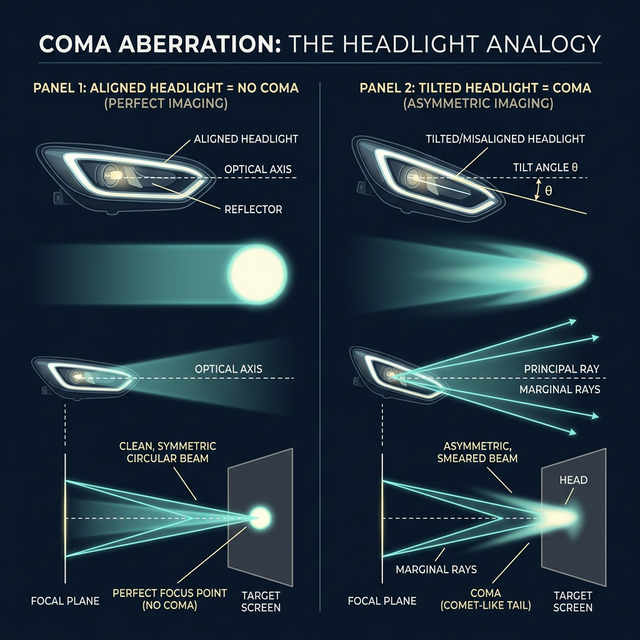 COMA ABERRATION: THE HEADLIGHT ANALOGY
PANEL 1: ALIGNED HEADLIGHT = NO COMA
(PERFECT IMAGING)
ALIGNED HEADLIGHT
OPTICAL AXIS
REFLECTOR
OPTICAL AXIS
CLEAN, SYMMETRIC
CIRCULAR BEAM
FOCAL PLANE
PERFECT FOCUS POINT
(NO COMA)
TARGET
SCREEN
PANEL 2: TILTED HEADLIGHT = COMA
(ASYMMETRIC IMAGING)
TILTED/MISALIGNED HEADLIGHT
TILT ANGLE θ
θ
PRINCIPAL RAY
MARGINAL RAYS
ASYMMETRIC,
SMEARED BEAM
HEAD
MARGINAL RAYS
FOCAL PLANE
COMA
(COMET-LIKE TAIL)
TARGET
SCREEN